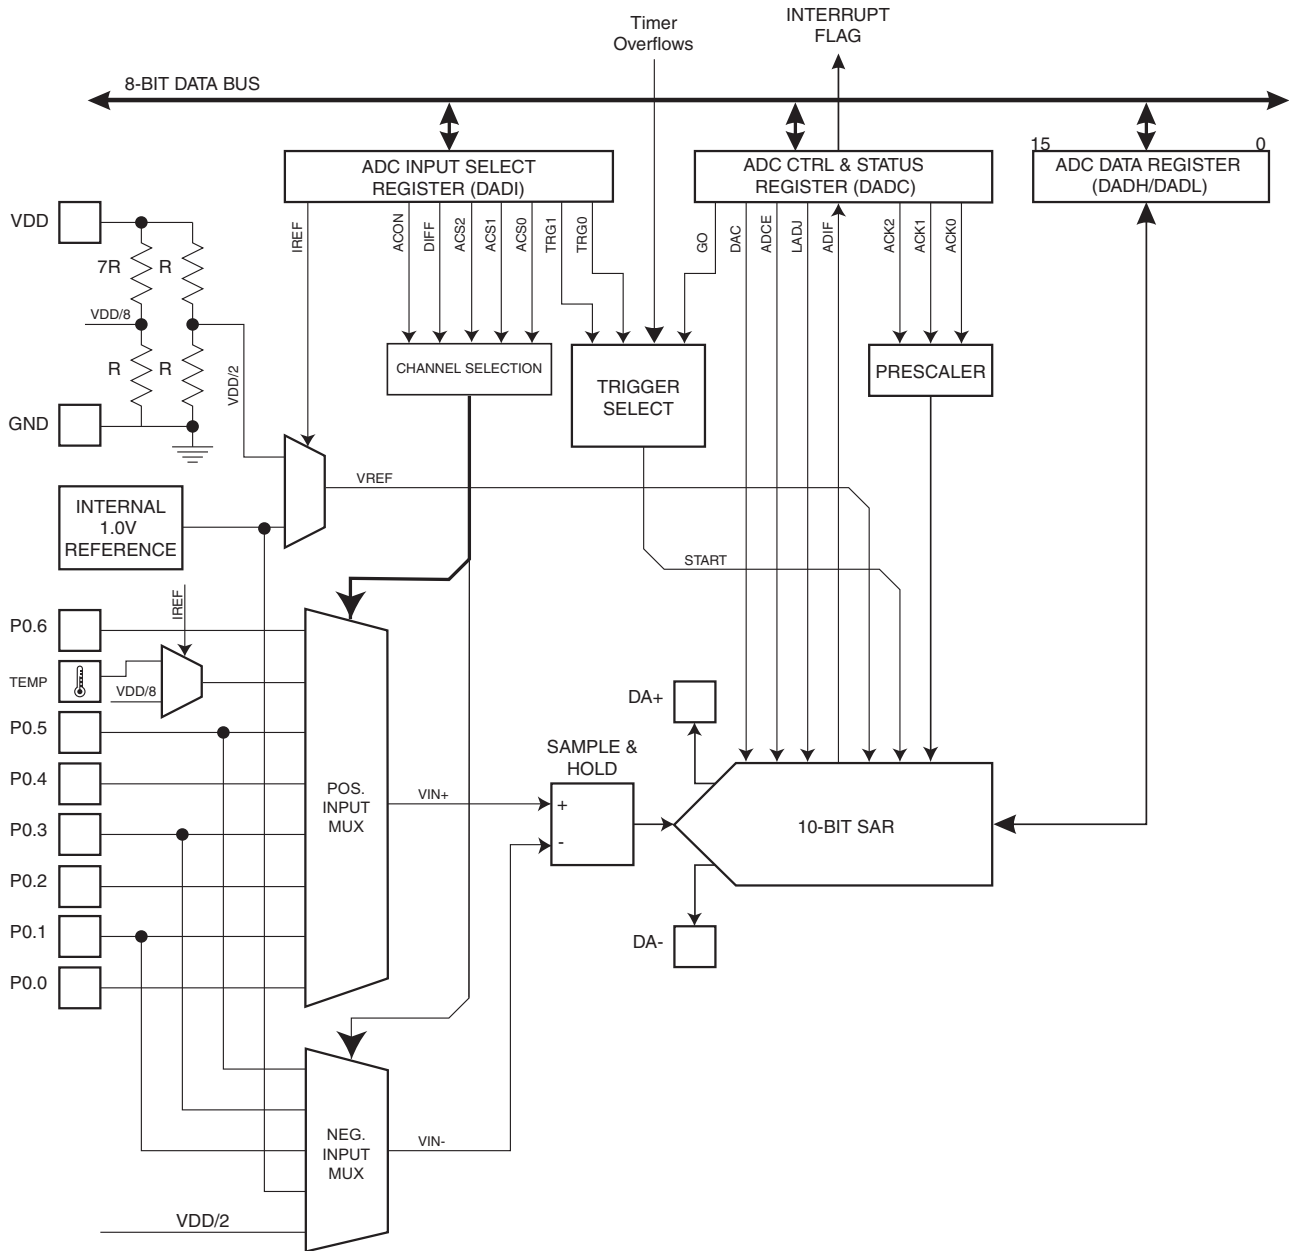 Timer
Overflows
INTERRUPT
FLAG
8-BIT DATA BUS
ADC INPUT SELECT
REGISTER (DADI)
ADC CTRL & STATUS
REGISTER (DADC)
15
0
ADC DATA REGISTER
(DADH/DADL)
IREF
ACON
DIFF
ACS2
ACS1
ACS0
TRG1
TRG0
GO
DAC
ADCE
LADJ
ADIF
ACK2
ACK1
ACK0
VDD
7R
R
VDD/8
R
R
VDD/2
GND
CHANNEL SELECTION
TRIGGER
SELECT
PRESCALER
INTERNAL
1.0V
REFERENCE
VREF
START
IREF
P0.6
TEMP
VDD/8
P0.5
P0.4
P0.3
P0.2
P0.1
P0.0
POS.
INPUT
MUX
VIN+
SAMPLE &
HOLD
+
-
DA+
10-BIT SAR
DA-
NEG.
INPUT
MUX
VIN-
VDD/2